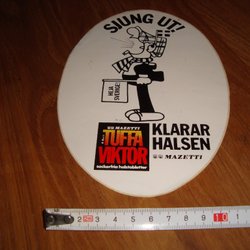 SJUNG UT!
HEJA
SVERIGE
KLARAR
HALSEN
MAZETTI
MAZETTI
TUFFA
VIKTOR
sockerfria halstabletter
1 2 3 4 5 6 7 8 9 10 1